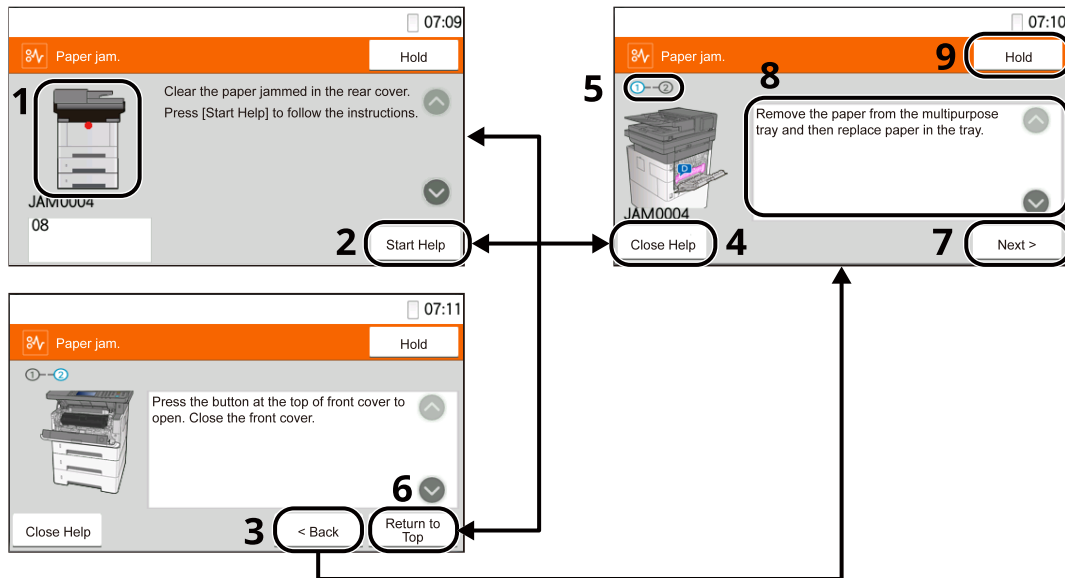 07:09
Paper jam.
Hold
1
Clear the paper jammed in the rear cover.
Press [Start Help] to follow the instructions.
JAM0004
08
2
Start Help
07:10
Paper jam.
9
Hold
5
1
2
8
Remove the paper from the multipurpose
tray and then replace paper in the tray.
D
JAM0004
Close Help
4
7
Next >
07:11
Paper jam.
Hold
1
2
Press the button at the top of front cover to
open. Close the front cover.
6
Close Help
3
< Back
Return to
Top